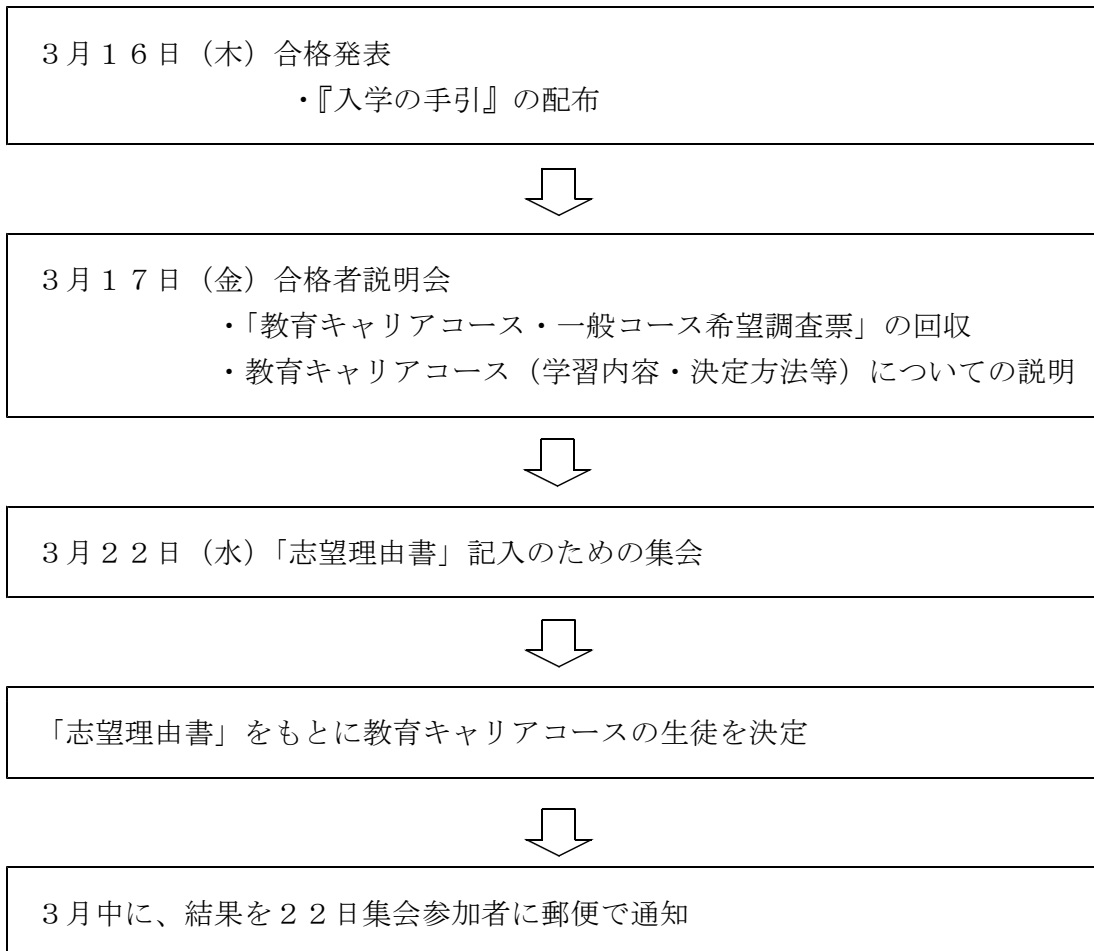 ３月１６日（木）合格発表
・『入学の手引』の配布
３月１７日（金）合格者説明会
・「教育キャリアコース・一般コース希望調査票」の回収
・教育キャリアコース（学習内容・決定方法等）についての説明
３月２２日（水）「志望理由書」記入のための集会
「志望理由書」をもとに教育キャリアコースの生徒を決定
３月中に、結果を２２日集会参加者に郵便で通知